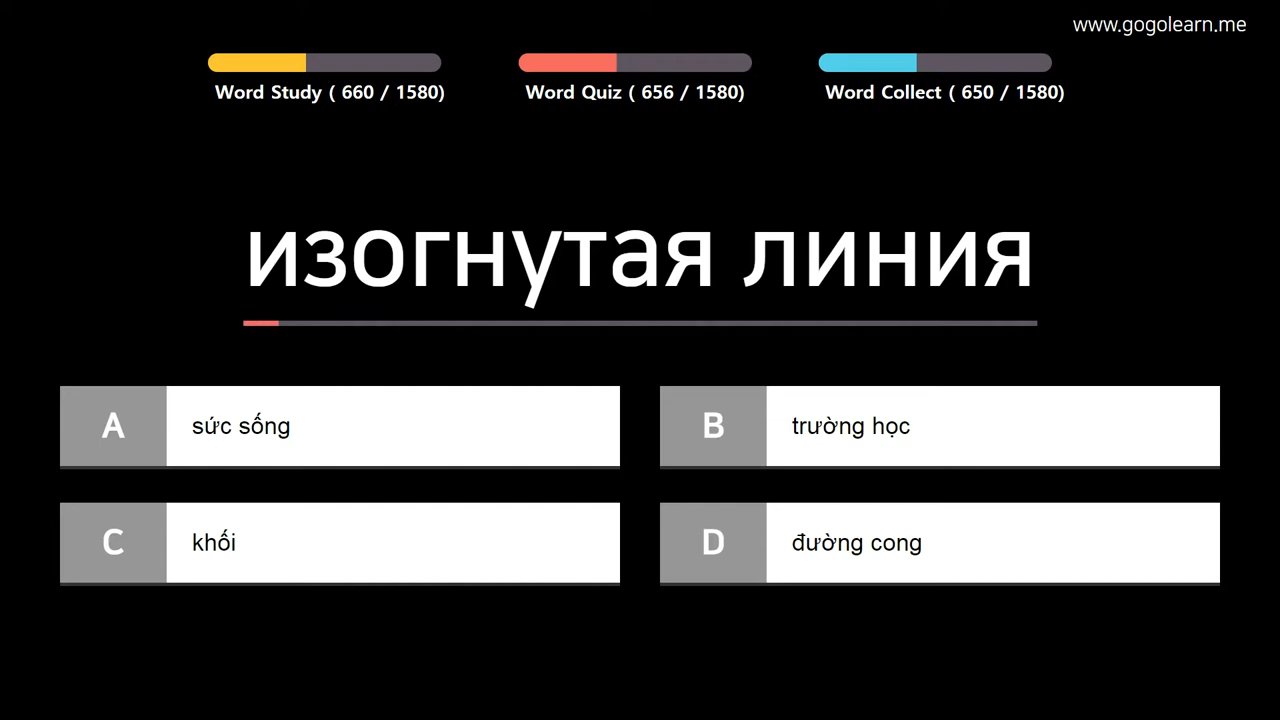 www.gogolearn.me
Word Study ( 660 / 1580)
Word Quiz ( 656 / 1580)
Word Collect ( 650 / 1580)
изогнутая линия
A sức sống
B trường học
C khối
D đường cong